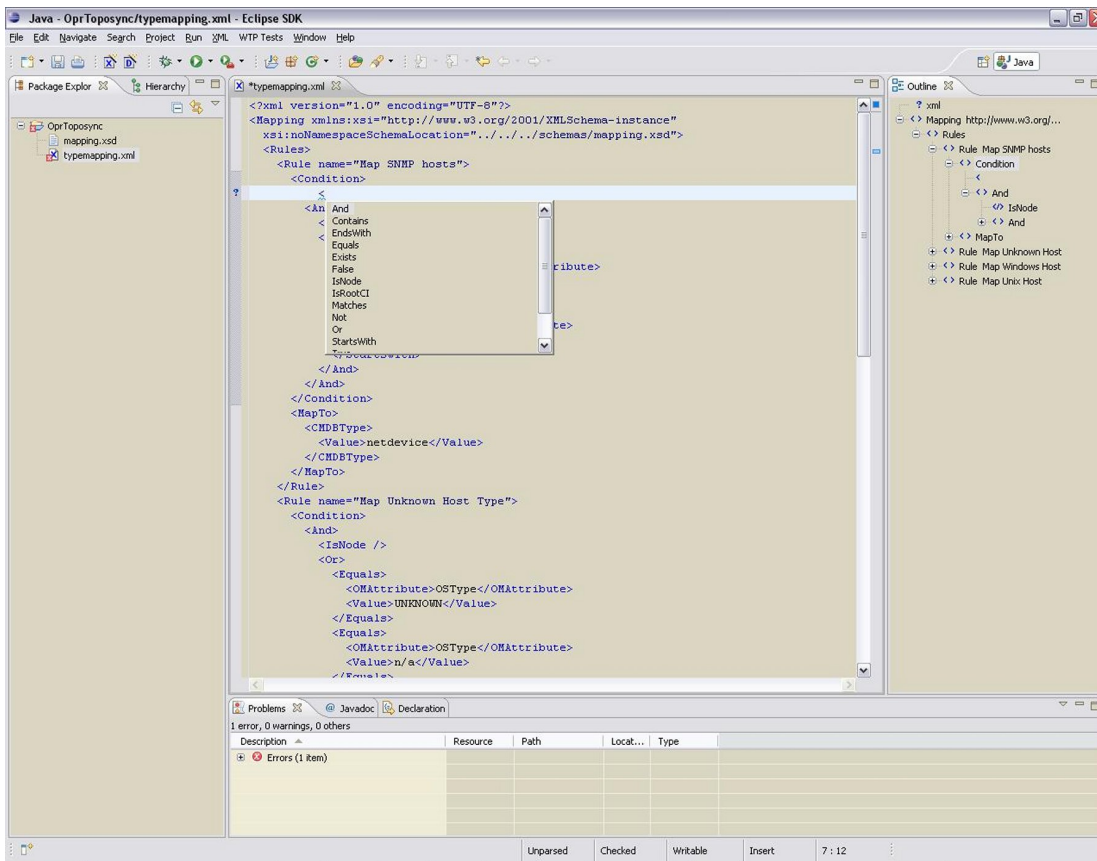 Java - OprToposync/typemapping.xml - Eclipse SDK
File Edit Navigate Search Project Run XML WTP Tests Window Help
Java
Package Explor Hierarchy
OprToposync
mapping.xsd
typemapping.xml
*typemapping.xml
<?xml version="1.0" encoding="UTF-8"?>
<Mapping xmlns:xsi="http://www.w3.org/2001/XMLSchema-instance"
xsi:noNamespaceSchemaLocation="../../../schemas/mapping.xsd">
<Rules>
<Rule name="Map SNMP hosts">
<Condition>
<
<An
And
Contains
EndsWith
Equals
Exists
False
IsNode
IsRootCI
Matches
Not
Or
StartsWith
ribute>
te>
</And>
</And>
</Condition>
<MapTo>
<CMDBType>
<Value>netdevice</Value>
</CMDBType>
</MapTo>
</Rule>
<Rule name="Map Unknown Host Type">
<Condition>
<And>
<IsNode />
<Or>
<Equals>
<OMAttribute>OSType</OMAttribute>
<Value>UNKNOWN</Value>
</Equals>
<Equals>
<OMAttribute>OSType</OMAttribute>
<Value>n/a</Value>
</Equals>
Outline
? xml
<> Mapping http://www.w3.org/...
<> Rules
<> Rule Map SNMP hosts
<> Condition
<
<> And
</> IsNode
<> And
<> MapTo
<> Rule Map Unknown Host
<> Rule Map Windows Host
<> Rule Map Unix Host
Problems @ Javadoc Declaration
1 error, 0 warnings, 0 others
Description Resource Path Locat... Type
Errors (1 item)
Unparsed Checked Writable Insert 7 : 12